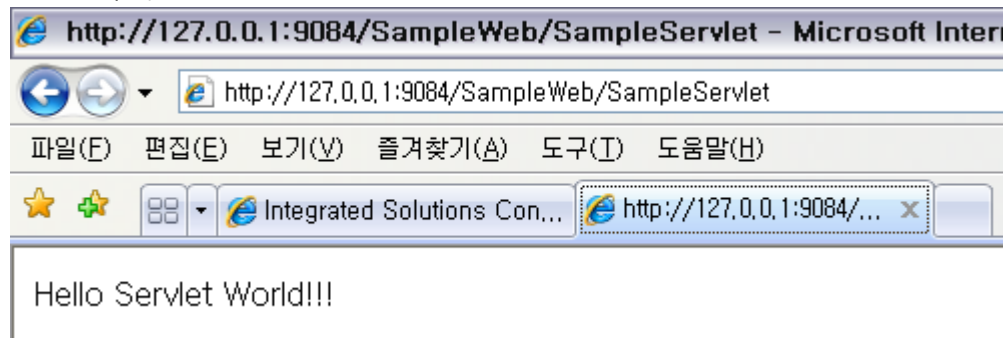 http://127.0.0.1:9084/SampleWeb/SampleServlet - Microsoft
http://127.0.0.1:9084/SampleWeb/SampleServlet
파일(F) 편집(E) 보기(V) 즐겨찾기(A) 도구(T) 도움말(H)
Integrated Solutions Con... http://127.0.0.1:9084/...
Hello Servlet World!!!